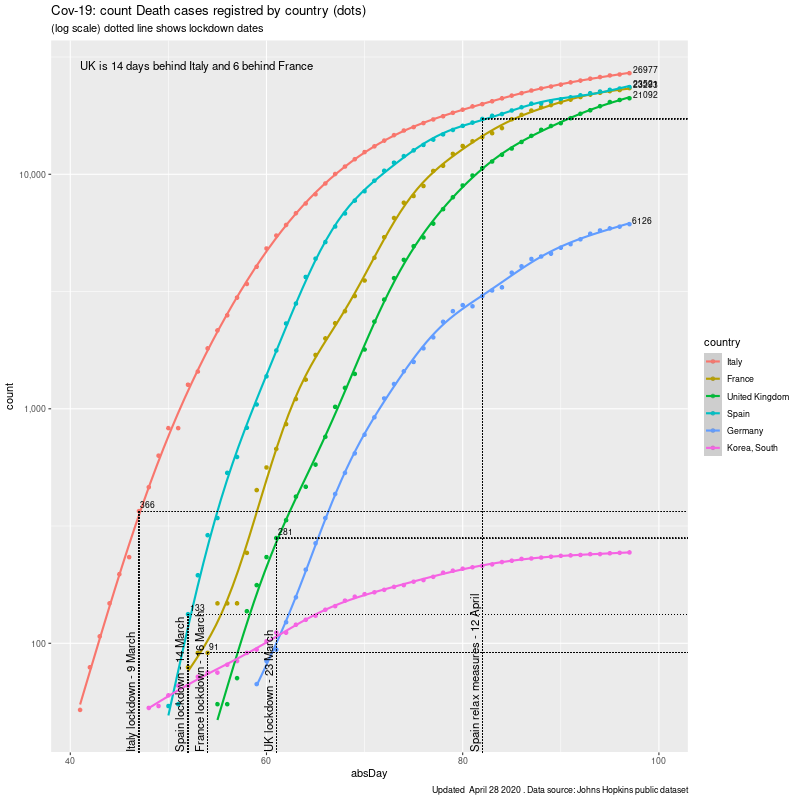 Cov-19: count Death cases registred by country (dots)
(log scale) dotted line shows lockdown dates
UK is 14 days behind Italy and 6 behind France
26977
21092
6126
10,000
1,000
100
count
366
281
133
91
Italy lockdown - 9 March
Spain lockdown - 14 March
France lockdown - 16 March
UK lockdown - 23 March
Spain relax measures - 12 April
40
60
80
100
absDay
country
Italy
France
United Kingdom
Spain
Germany
Korea, South
Updated April 28 2020 . Data source: Johns Hopkins public dataset